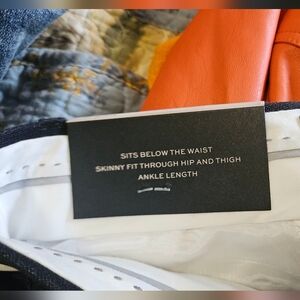 SITS BELOW THE WAIST
SKINNY FIT THROUGH HIP AND THIGH
ANKLE LENGTH